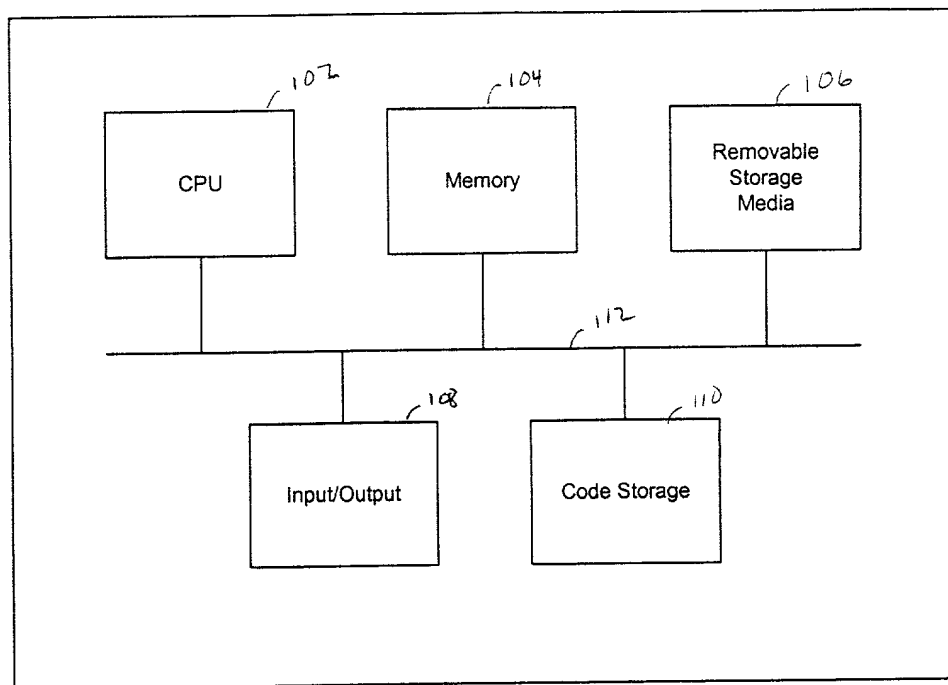 102
104
106
CPU
Memory
Removable
Storage
Media
112
108
110
Input/Output
Code Storage